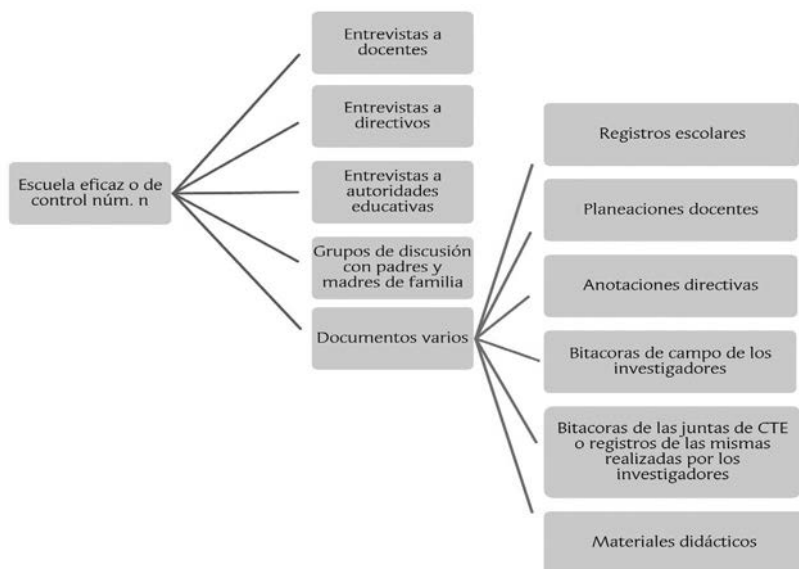 Escuela eficaz o de
control núm. n
Entrevistas a
docentes
Entrevistas a
directivos
Entrevistas a
autoridades
educativas
Grupos de discusión
con padres y
madres de familia
Documentos varios
Registros escolares
Planeaciones docentes
Anotaciones directivas
Bitacoras de campo de los
investigadores
Bitacoras de las juntas de CTE
o registros de las mismas
realizadas por los
investigadores
Materiales didácticos